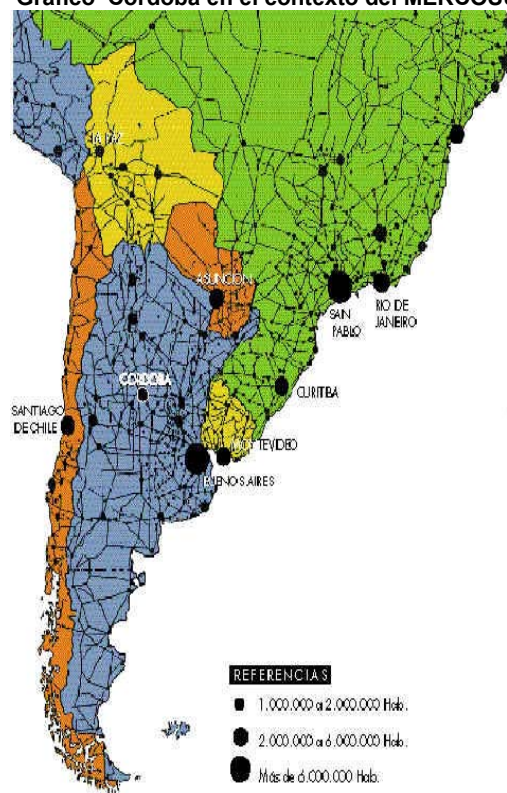 Gráfico Córdoba en el contexto del MERCOSU
LA PAZ
ASUNCION
SAN
PABLO
RIO DE
JANEIRO
CORDOBA
CURITIBA
SANTIAGO
DE CHILE
TEVIDEO
BUENOS AIRES
REFERENCIAS
1.000.000 a 2.000.000 Hab.
2.000.000 a 6.000.000 Hab.
Más de 6.000.000 Hab.